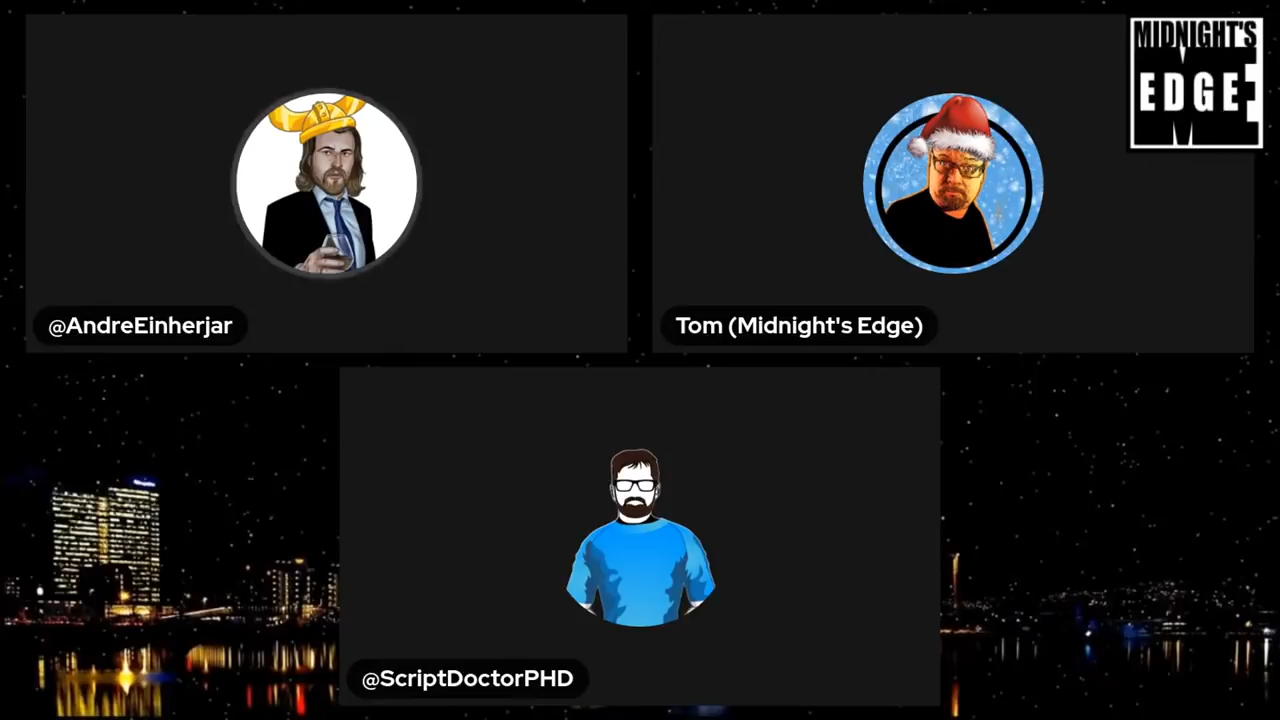 MIDNIGHT'S
EDGE
@AndreEinherjar
Tom (Midnight's Edge)
@ScriptDoctorPHD